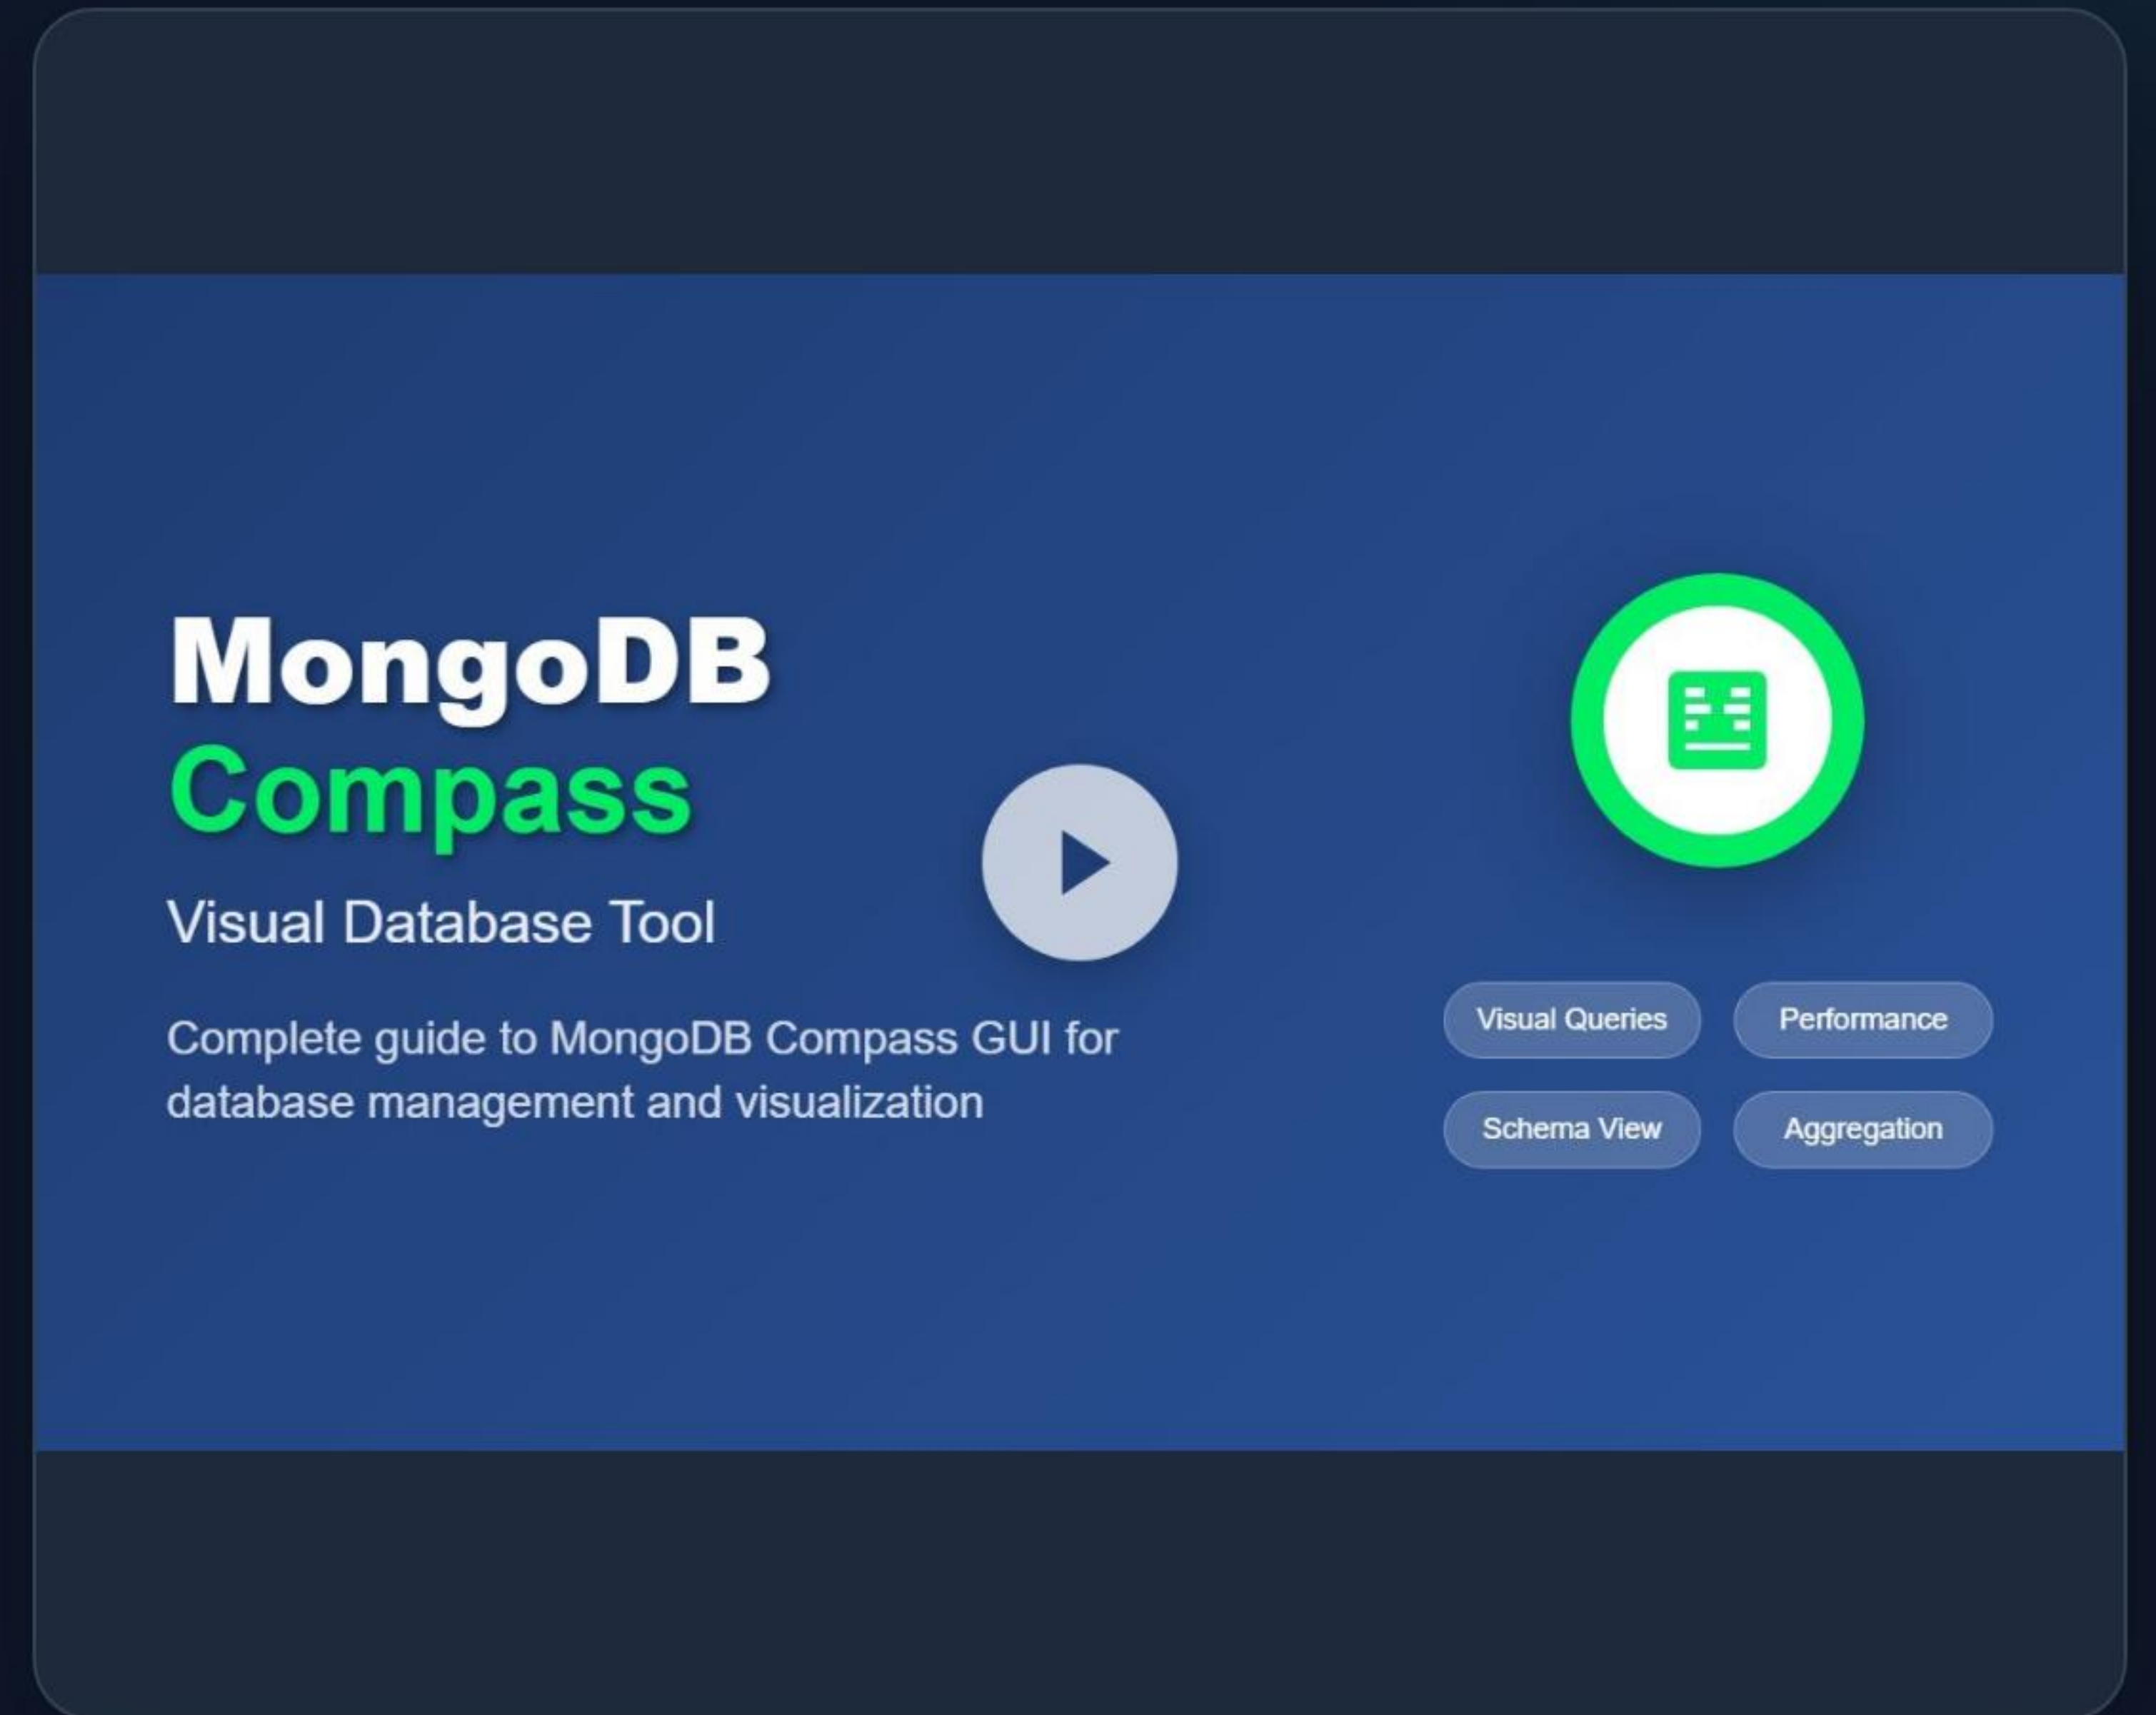 MongoDB
Compass
Visual Database Tool
Complete guide to MongoDB Compass GUI for
database management and visualization
Visual Queries
Performance
Schema View
Aggregation